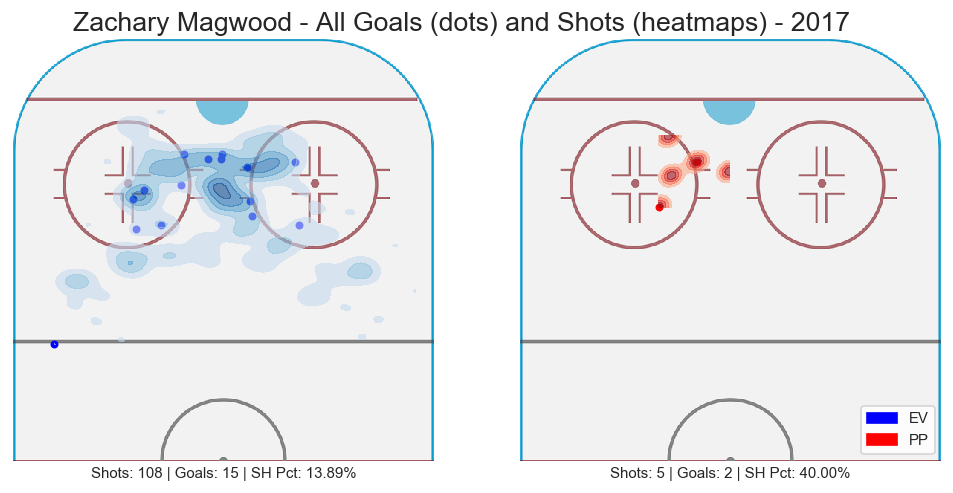 Zachary Magwood - All Goals (dots) and Shots (heatmaps) - 2017
EV
PP
Shots: 108 | Goals: 15 | SH Pct: 13.89%
Shots: 5 | Goals: 2 | SH Pct: 40.00%